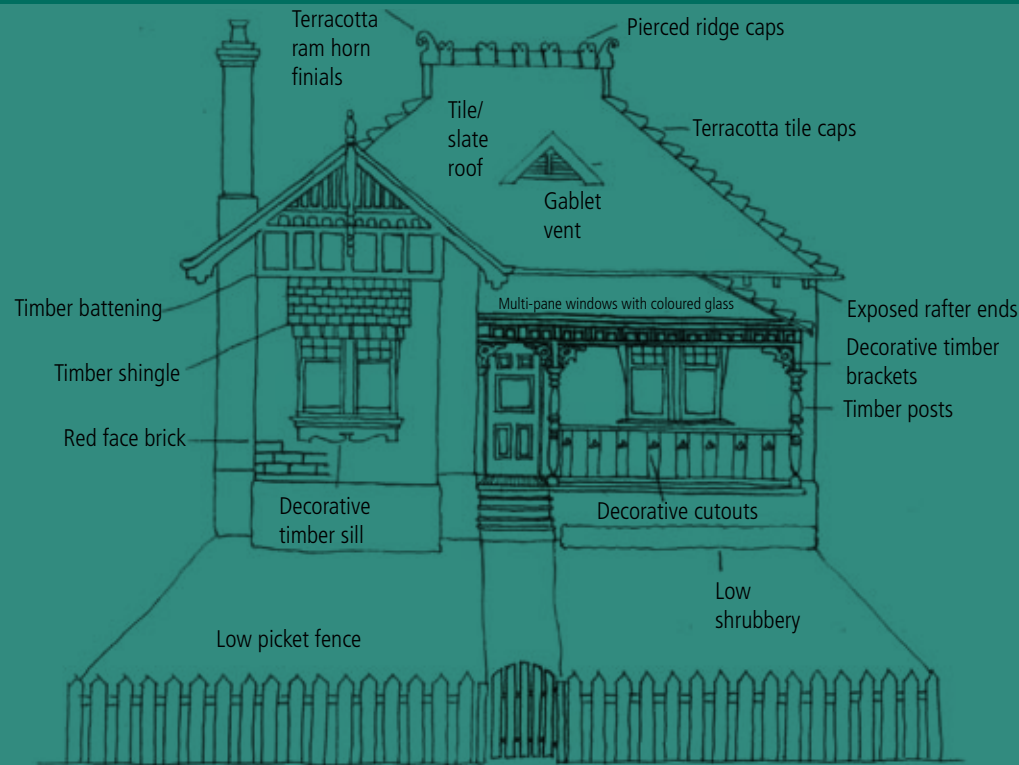 Terracotta
ram horn
finials
Pierced ridge caps
Tile/
slate
roof
Terracotta tile caps
Gablet
vent
Timber battening
Multi-pane windows with coloured glass
Exposed rafter ends
Decorative timber
brackets
Timber shingle
Timber posts
Red face brick
Decorative
timber sill
Decorative cutouts
Low
shrubbery
Low picket fence